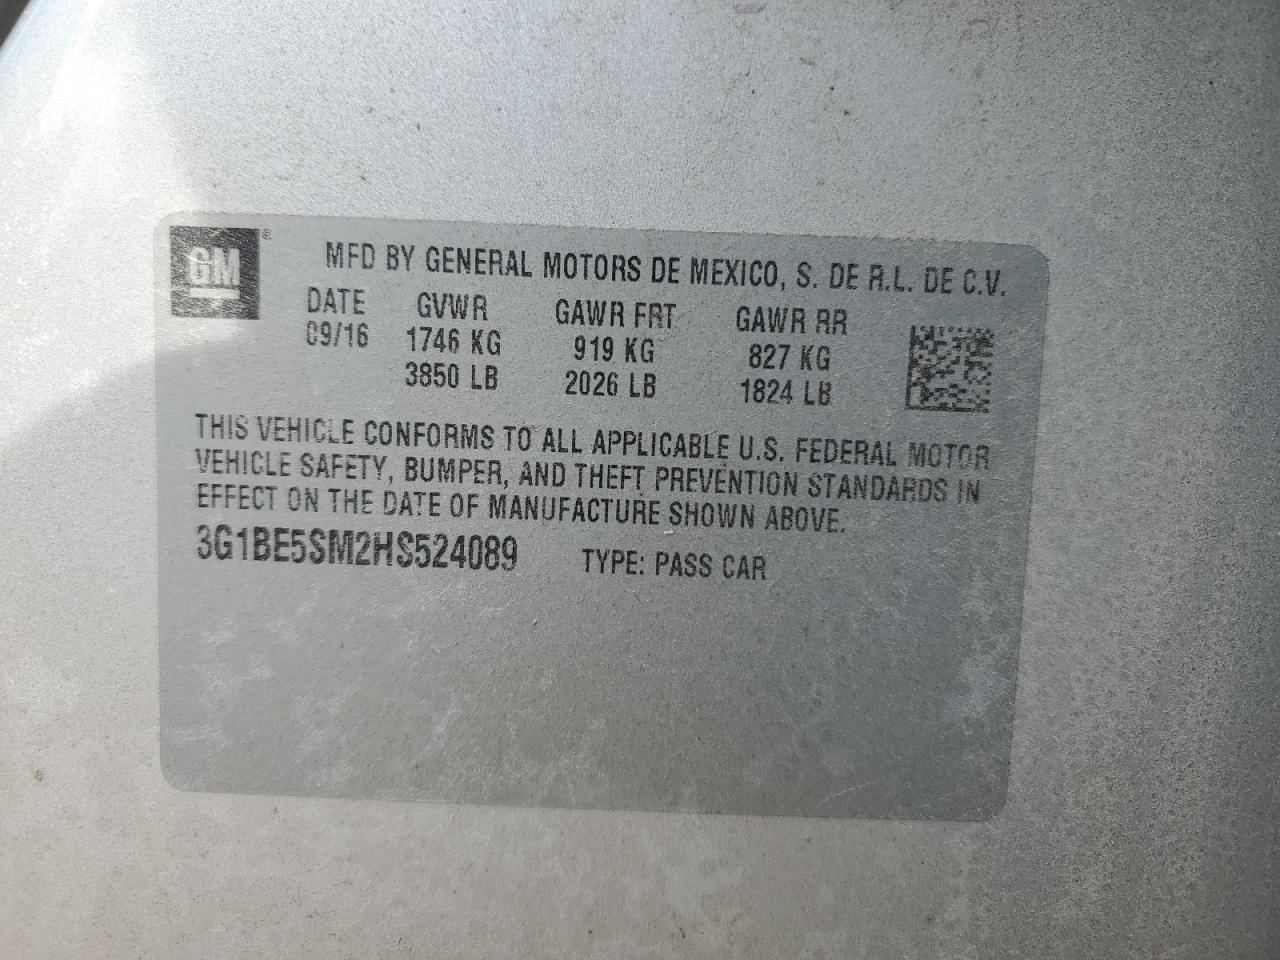 GM ®
MFD BY GENERAL MOTORS DE MEXICO, S. DE R.L. DE C.V.
DATE GVWR GAWR FRT GAWR RR
09/16 1746 KG 919 KG 827 KG
3850 LB 2026 LB 1824 LB
THIS VEHICLE CONFORMS TO ALL APPLICABLE U.S. FEDERAL MOTOR
VEHICLE SAFETY, BUMPER, AND THEFT PREVENTION STANDARDS IN
EFFECT ON THE DATE OF MANUFACTURE SHOWN ABOVE.
3G1BE5SM2HS524089 TYPE: PASS CAR